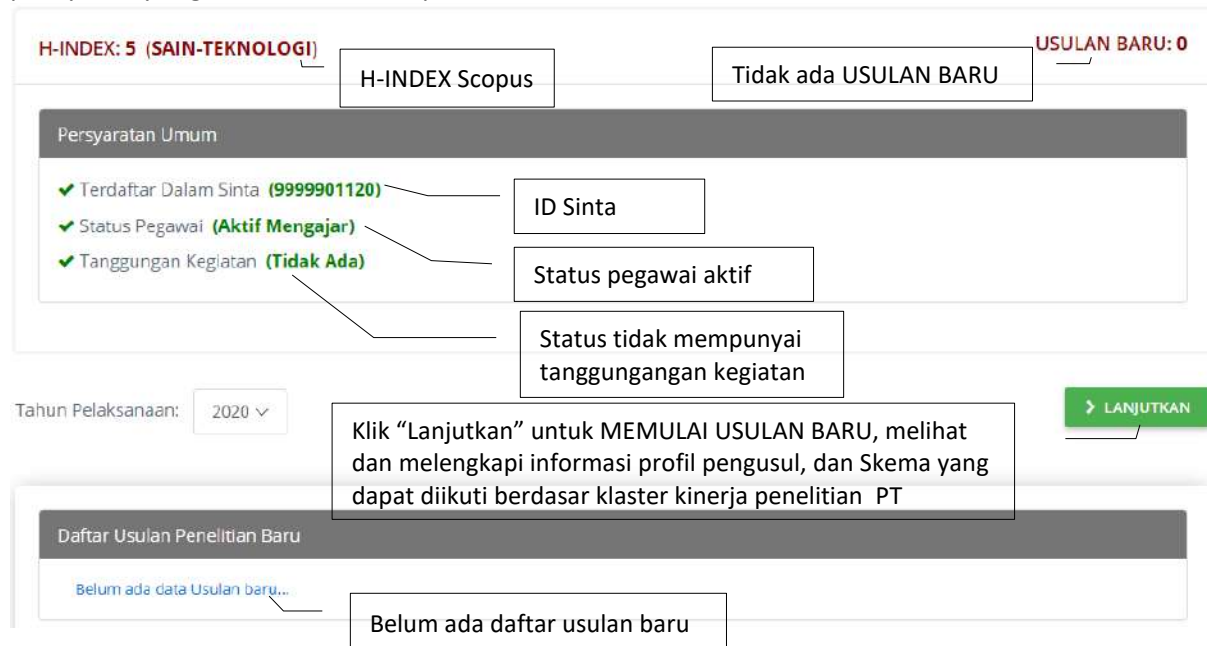 H-INDEX: 5 (SAIN-TEKNOLOGI)
USULAN BARU: 0
H-INDEX Scopus
Tidak ada USULAN BARU
Persyaratan Umum
✔ Terdaftar Dalam Sinta (9999901120)
ID Sinta
✔ Status Pegawai (Aktif Mengajar)
✔ Tanggungan Kegiatan (Tidak Ada)
Status pegawai aktif
Status tidak mempunyai
tanggungangan kegiatan
Tahun Pelaksanaan: 2020
LANJUTKAN
Klik “Lanjutkan” untuk MEMULAI USULAN BARU, melihat
dan melengkapi informasi profil pengusul, dan Skema yang
dapat diikuti berdasar klaster kinerja penelitian PT
Daftar Usulan Penelitian Baru
Belum ada data Usulan baru...
Belum ada daftar usulan baru